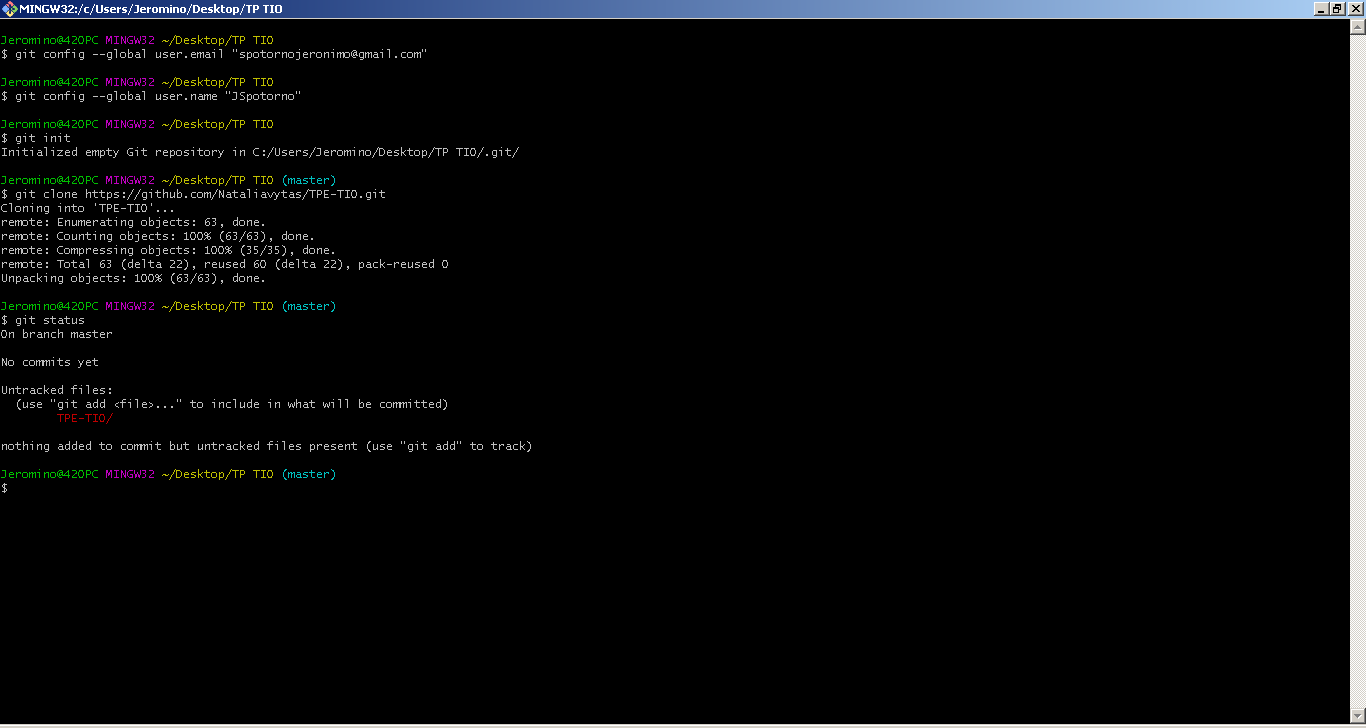 MINGW32:/c/Users/Jeromino/Desktop/TP TIO
Jeromino@420PC MINGW32 ~/Desktop/TP TIO
$ git config --global user.email "spotornojeronimo@gmail.com"
Jeromino@420PC MINGW32 ~/Desktop/TP TIO
$ git config --global user.name "JSpotorno"
Jeromino@420PC MINGW32 ~/Desktop/TP TIO
$ git init
Initialized empty Git repository in C:/Users/Jeromino/Desktop/TP TIO/.git/
Jeromino@420PC MINGW32 ~/Desktop/TP TIO (master)
$ git clone https://github.com/Nataliavytas/TPE-TIO.git
Cloning into 'TPE-TIO'...
remote: Enumerating objects: 63, done.
remote: Counting objects: 100% (63/63), done.
remote: Compressing objects: 100% (35/35), done.
remote: Total 63 (delta 22), reused 60 (delta 22), pack-reused 0
Unpacking objects: 100% (63/63), done.
Jeromino@420PC MINGW32 ~/Desktop/TP TIO (master)
$ git status
On branch master
No commits yet
Untracked files:
  (use "git add <file>..." to include in what will be committed)
        TPE-TIO/
nothing added to commit but untracked files present (use "git add" to track)
Jeromino@420PC MINGW32 ~/Desktop/TP TIO (master)
$